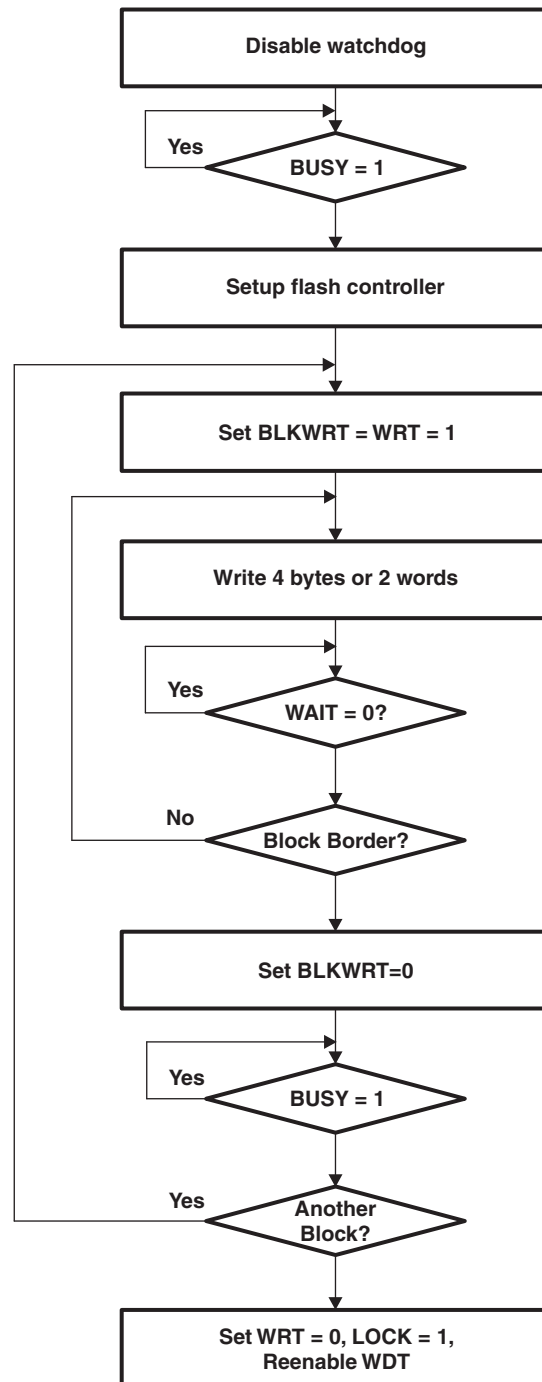 Disable watchdog
Yes
BUSY = 1
Setup flash controller
Set BLKWRT = WRT = 1
Write 4 bytes or 2 words
Yes
WAIT = 0?
No
Block Border?
Set BLKWRT=0
Yes
BUSY = 1
Yes
Another
Block?
Set WRT = 0, LOCK = 1,
Reenable WDT